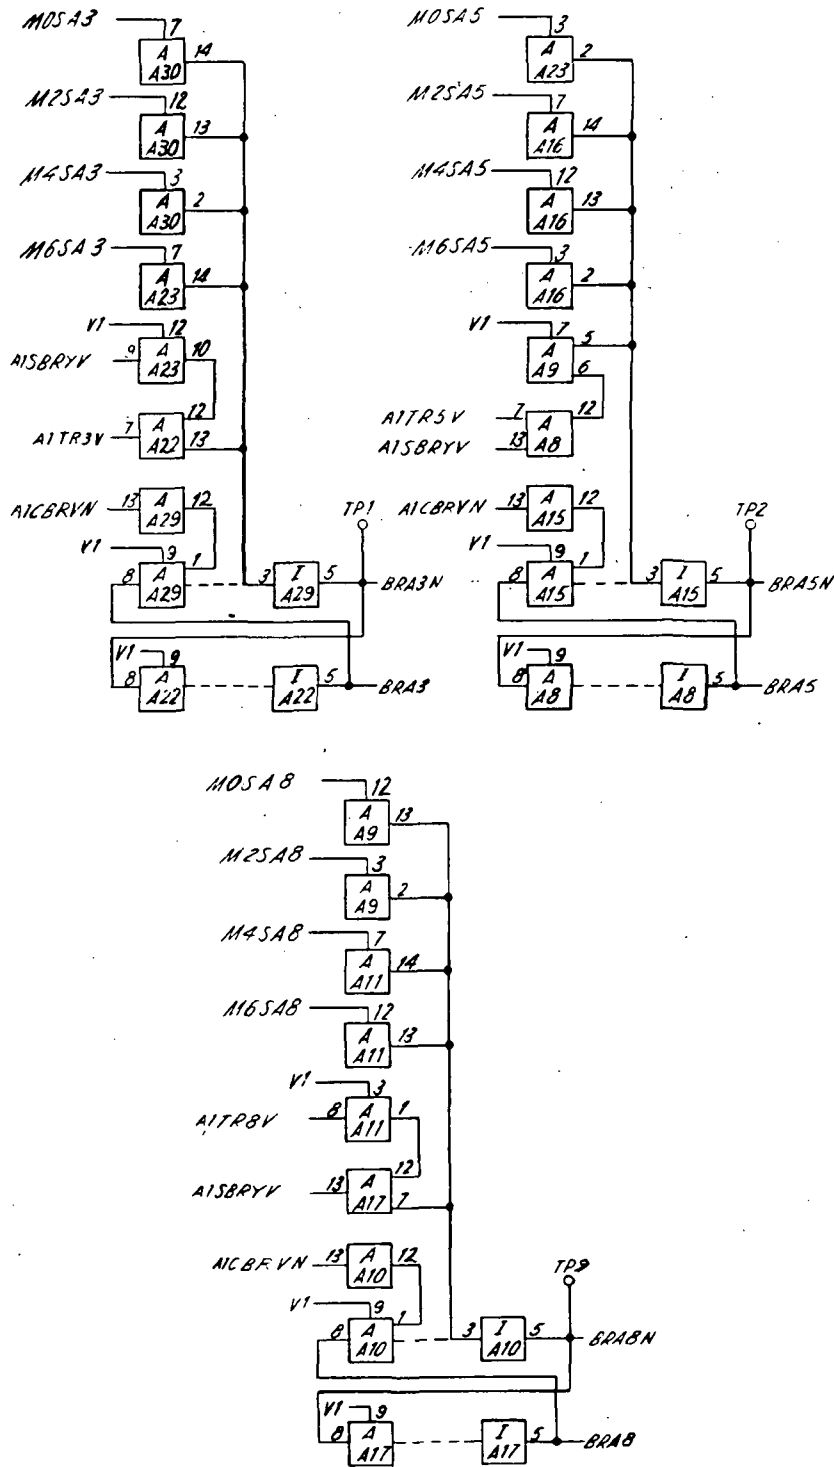 M0SA3
7
14
A
A30
M2SA3
12
13
A
A30
M4SA3
3
2
A
A30
M6SA3
7
14
A
A23
V1
12
A1SBRYV
9
10
A
A23
12
A1TR3V
7
13
A
A22
A1CBRVN
13
12
A
A29
V1
9
1
8
A
A29
3
I
A29
5
TP1
BRA3N
V1
9
8
A
A22
I
A22
5
BRA3
M0SA5
3
2
A
A23
M2SA5
7
14
A
A16
M4SA5
12
13
A
A16
M6SA5
3
2
A
A16
V1
7
5
A
A9
6
A1TR5V
7
12
A1SBRYV
13
A
A8
A1CBRVN
13
12
A
A15
V1
9
1
8
A
A15
3
I
A15
5
TP2
BRA5N
V1
9
8
A
A8
I
A8
5
BRA5
M0SA8
12
13
A
A9
M2SA8
3
2
A
A9
M4SA8
7
14
A
A11
M6SA8
12
13
A
A11
V1
3
A1TR8V
8
1
A
A11
12
A1SBRYV
13
7
A
A17
A1CBRVN
13
12
A
A10
V1
9
1
8
A
A10
3
I
A10
5
TP9
BRA8N
V1
9
8
A
A17
I
A17
5
BRA8